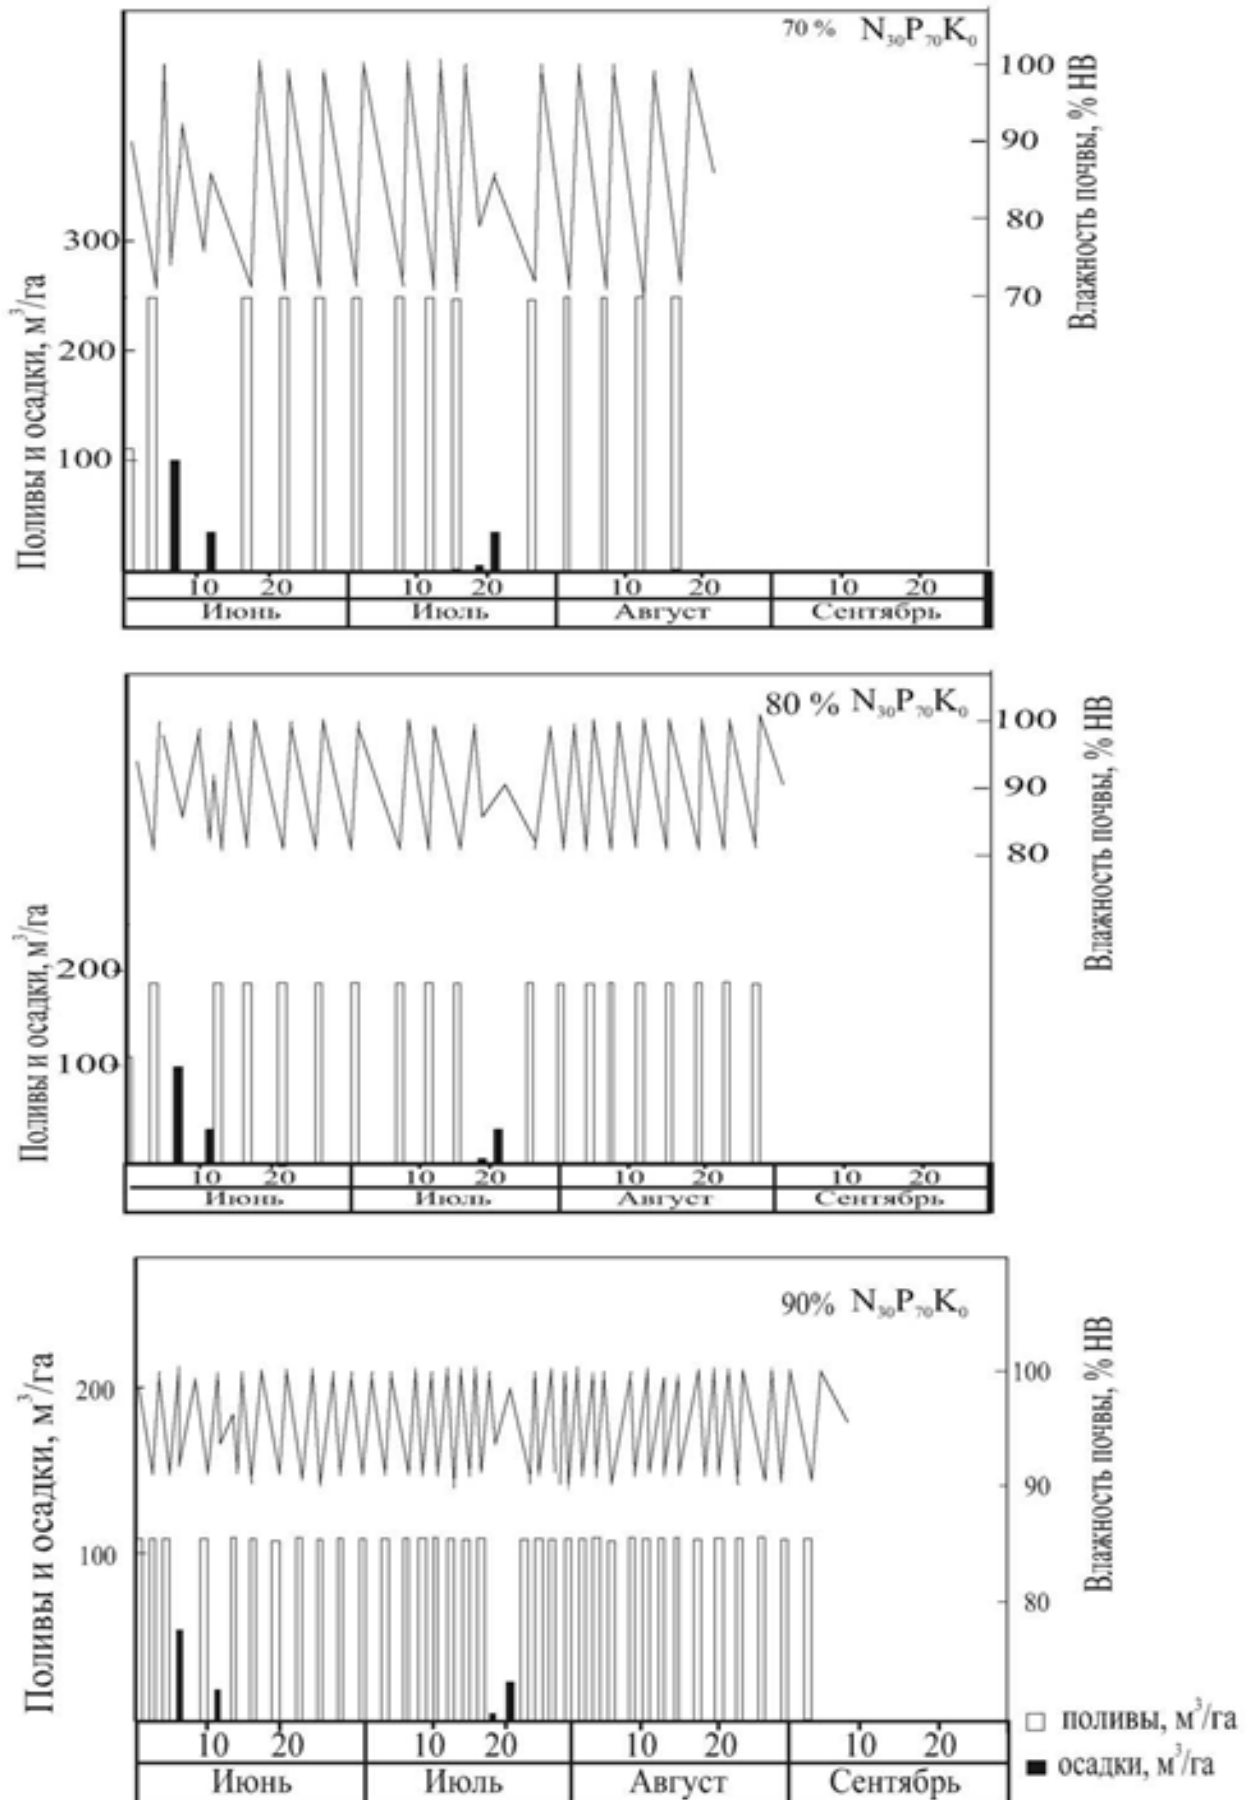 70 % N₃₀P₇₀K₀
100
90
80
70
Влажность почвы, % НВ
300
200
100
Поливы и осадки, м³/га
10 20 10 20 10 20 10 20
Июнь Июль Август Сентябрь
80 % N₃₀P₇₀K₀
100
90
80
Влажность почвы, % НВ
200
100
Поливы и осадки, м³/га
10 20 10 20 10 20 10 20
Июнь Июль Август Сентябрь
90% N₃₀P₇₀K₀
100
90
80
Влажность почвы, % НВ
200
100
Поливы и осадки, м³/га
10 20 10 20 10 20 10 20
Июнь Июль Август Сентябрь
поливы, м³/га
осадки, м³/га